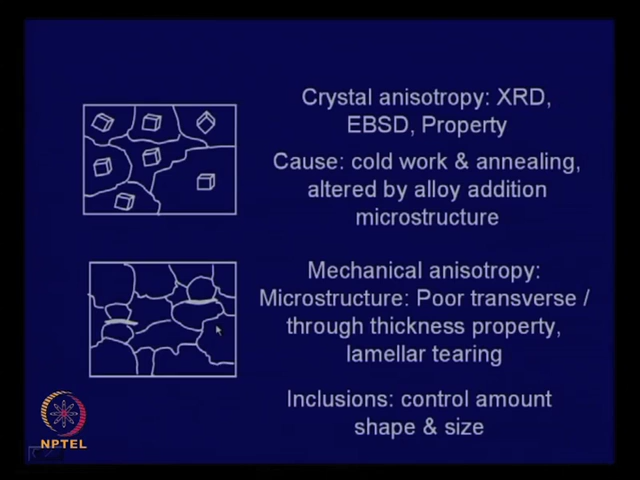 Crystal anisotropy: XRD,
EBSD, Property
Cause: cold work & annealing,
altered by alloy addition
microstructure
Mechanical anisotropy:
Microstructure: Poor transverse /
through thickness property,
lamellar tearing
Inclusions: control amount
shape & size
NPTEL